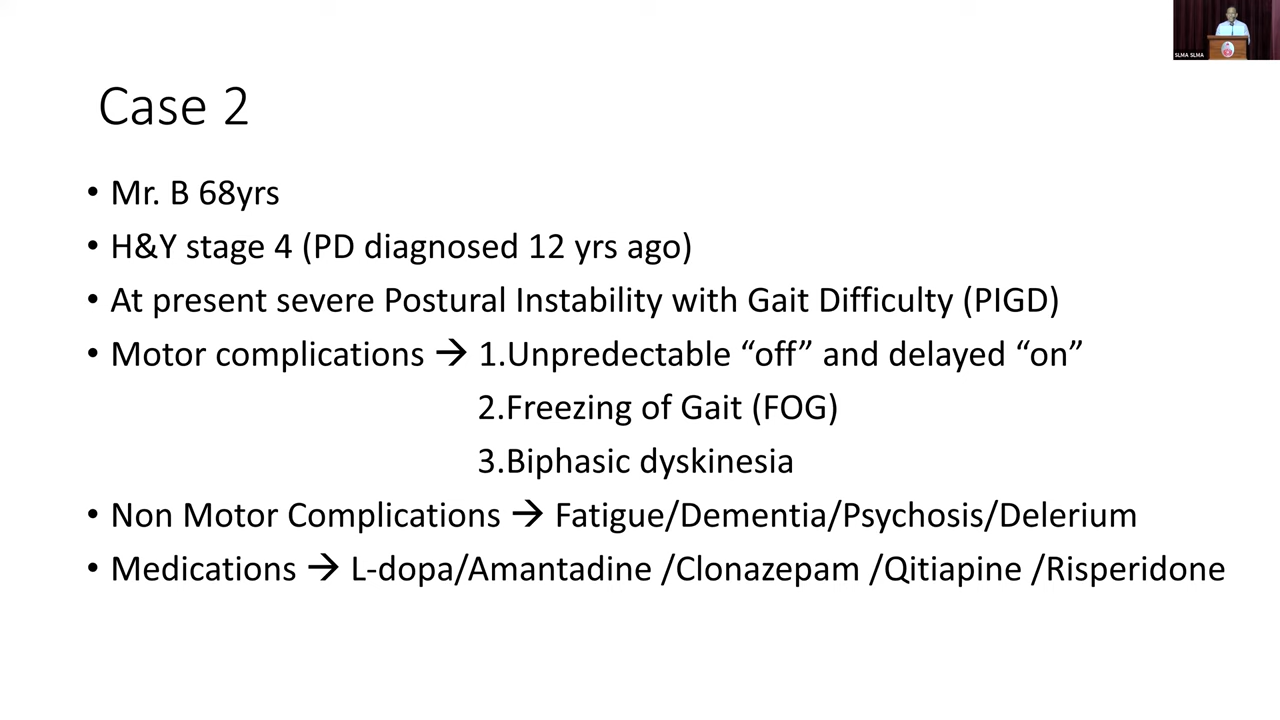 SLMA SLMA
Case 2
• Mr. B 68yrs
• H&Y stage 4 (PD diagnosed 12 yrs ago)
• At present severe Postural Instability with Gait Difficulty (PIGD)
• Motor complications → 1.Unpredectable “off” and delayed “on”
2.Freezing of Gait (FOG)
3.Biphasic dyskinesia
• Non Motor Complications → Fatigue/Dementia/Psychosis/Delerium
• Medications → L-dopa/Amantadine /Clonazepam /Qitiapine /Risperidone